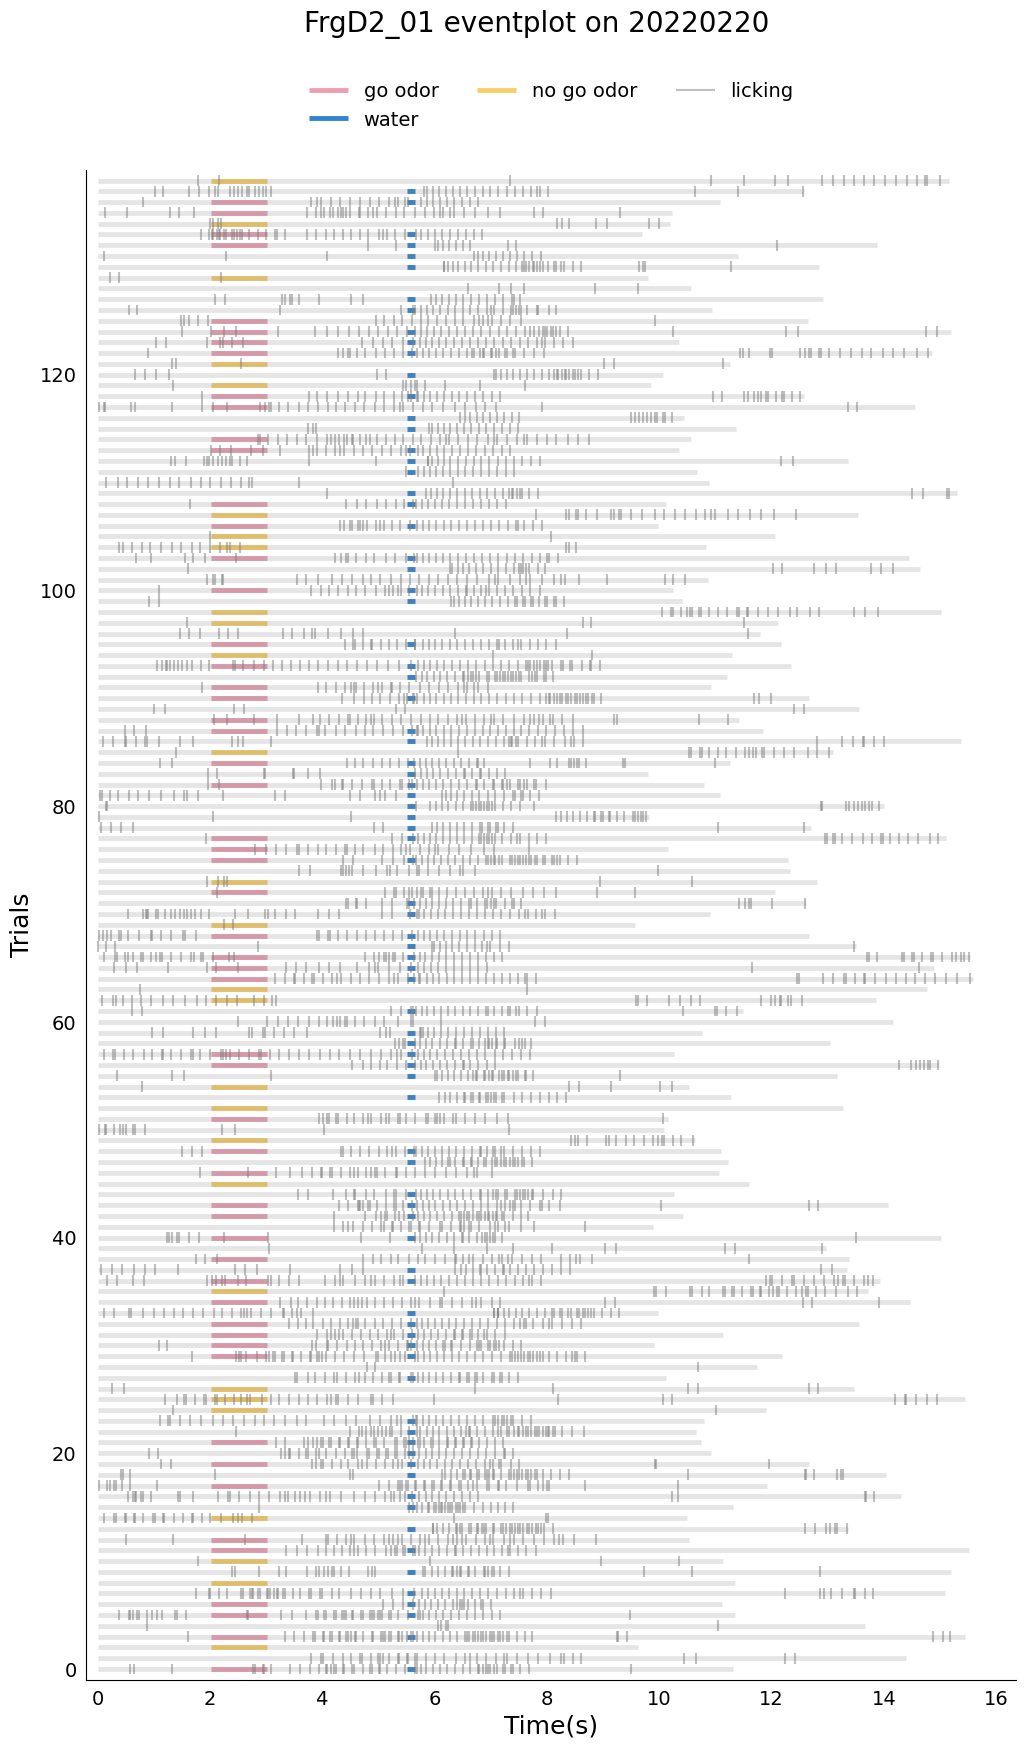 FrgD2_01 eventplot on 20220220
go odor
no go odor
licking
water
120
100
80
60
40
20
0
Trials
0 2 4 6 8 10 12 14 16
Time(s)